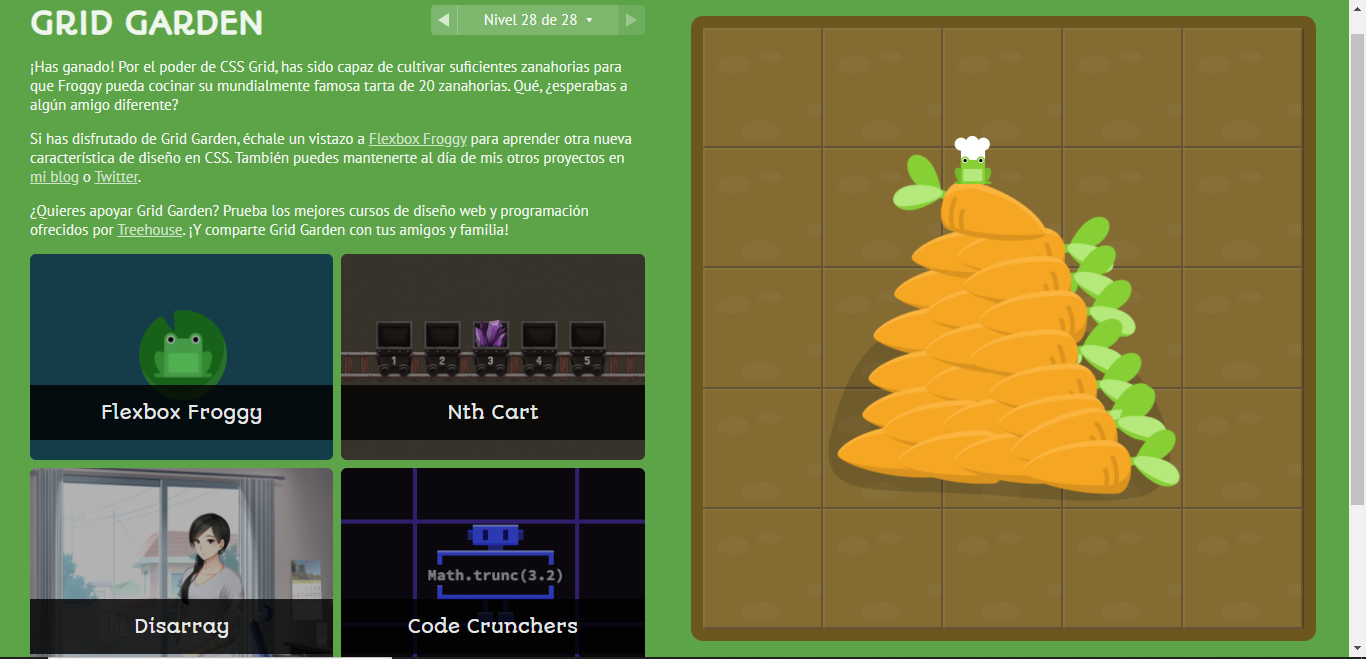 GRID GARDEN
Nivel 28 de 28
¡Has ganado! Por el poder de CSS Grid, has sido capaz de cultivar suficientes zanahorias para
que Froggy pueda cocinar su mundialmente famosa tarta de 20 zanahorias. Qué, ¿esperabas a
algún amigo diferente?
Si has disfrutado de Grid Garden, échale un vistazo a Flexbox Froggy para aprender otra nueva
característica de diseño en CSS. También puedes mantenerte al día de mis otros proyectos en
mi blog o Twitter.
¿Quieres apoyar Grid Garden? Prueba los mejores cursos de diseño web y programación
ofrecidos por Treehouse. ¡Y comparte Grid Garden con tus amigos y familia!
Flexbox Froggy
1 2 3 4 5
Nth Cart
Disarray
Math.trunc(3.2)
Code Crunchers